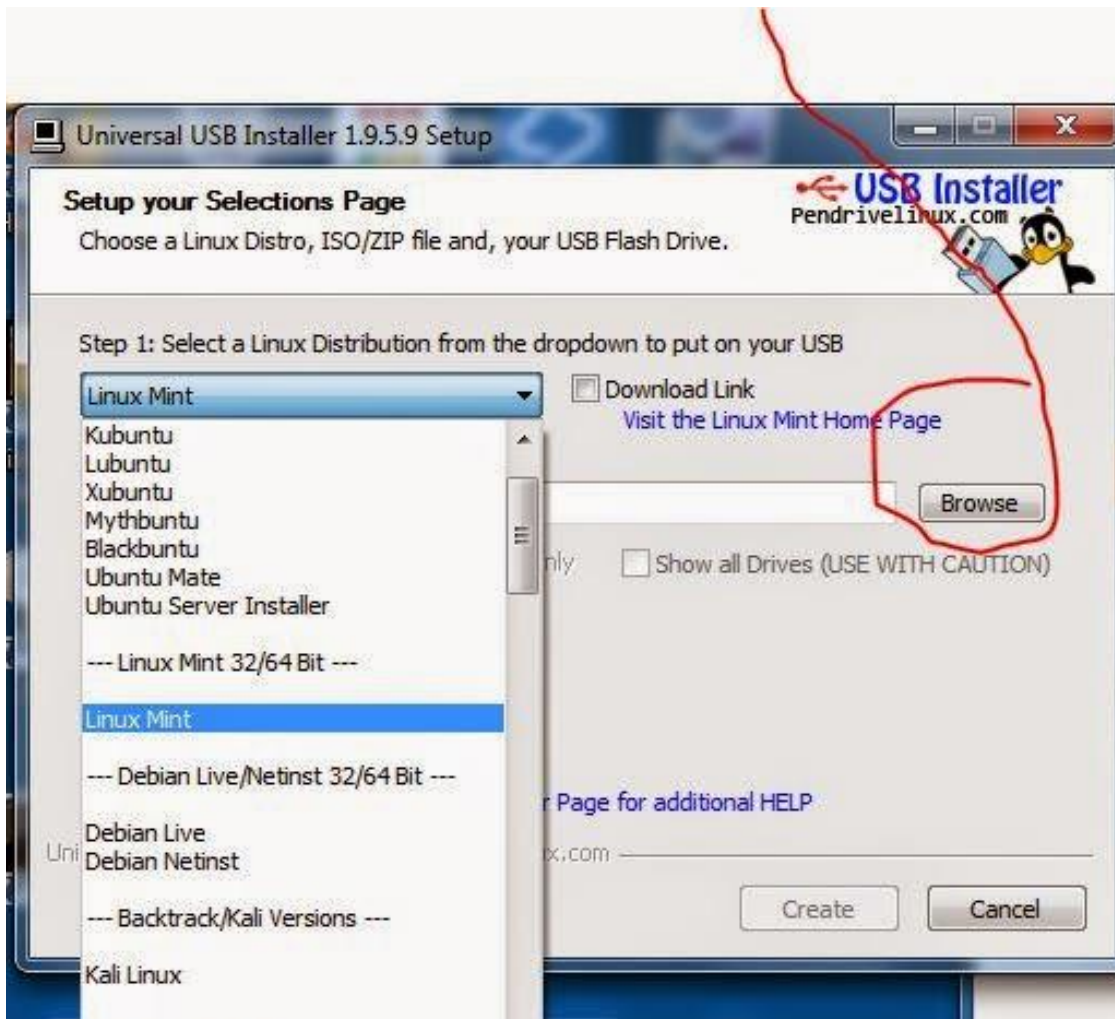 Universal USB Installer 1.9.5.9 Setup
Setup your Selections Page
Choose a Linux Distro, ISO/ZIP file and, your USB Flash Drive.
USB Installer
Pendrivelinux.com
Step 1: Select a Linux Distribution from the dropdown to put on your USB
Linux Mint
Download Link
Visit the Linux Mint Home Page
Kubuntu
Lubuntu
Xubuntu
Mythbuntu
Blackbuntu
Ubuntu Mate
Ubuntu Server Installer
--- Linux Mint 32/64 Bit ---
Linux Mint
--- Debian Live/Netinst 32/64 Bit ---
Debian Live
Debian Netinst
--- Backtrack/Kali Versions ---
Kali Linux
Browse
Show all Drives (USE WITH CAUTION)
Page for additional HELP
.com
Create
Cancel